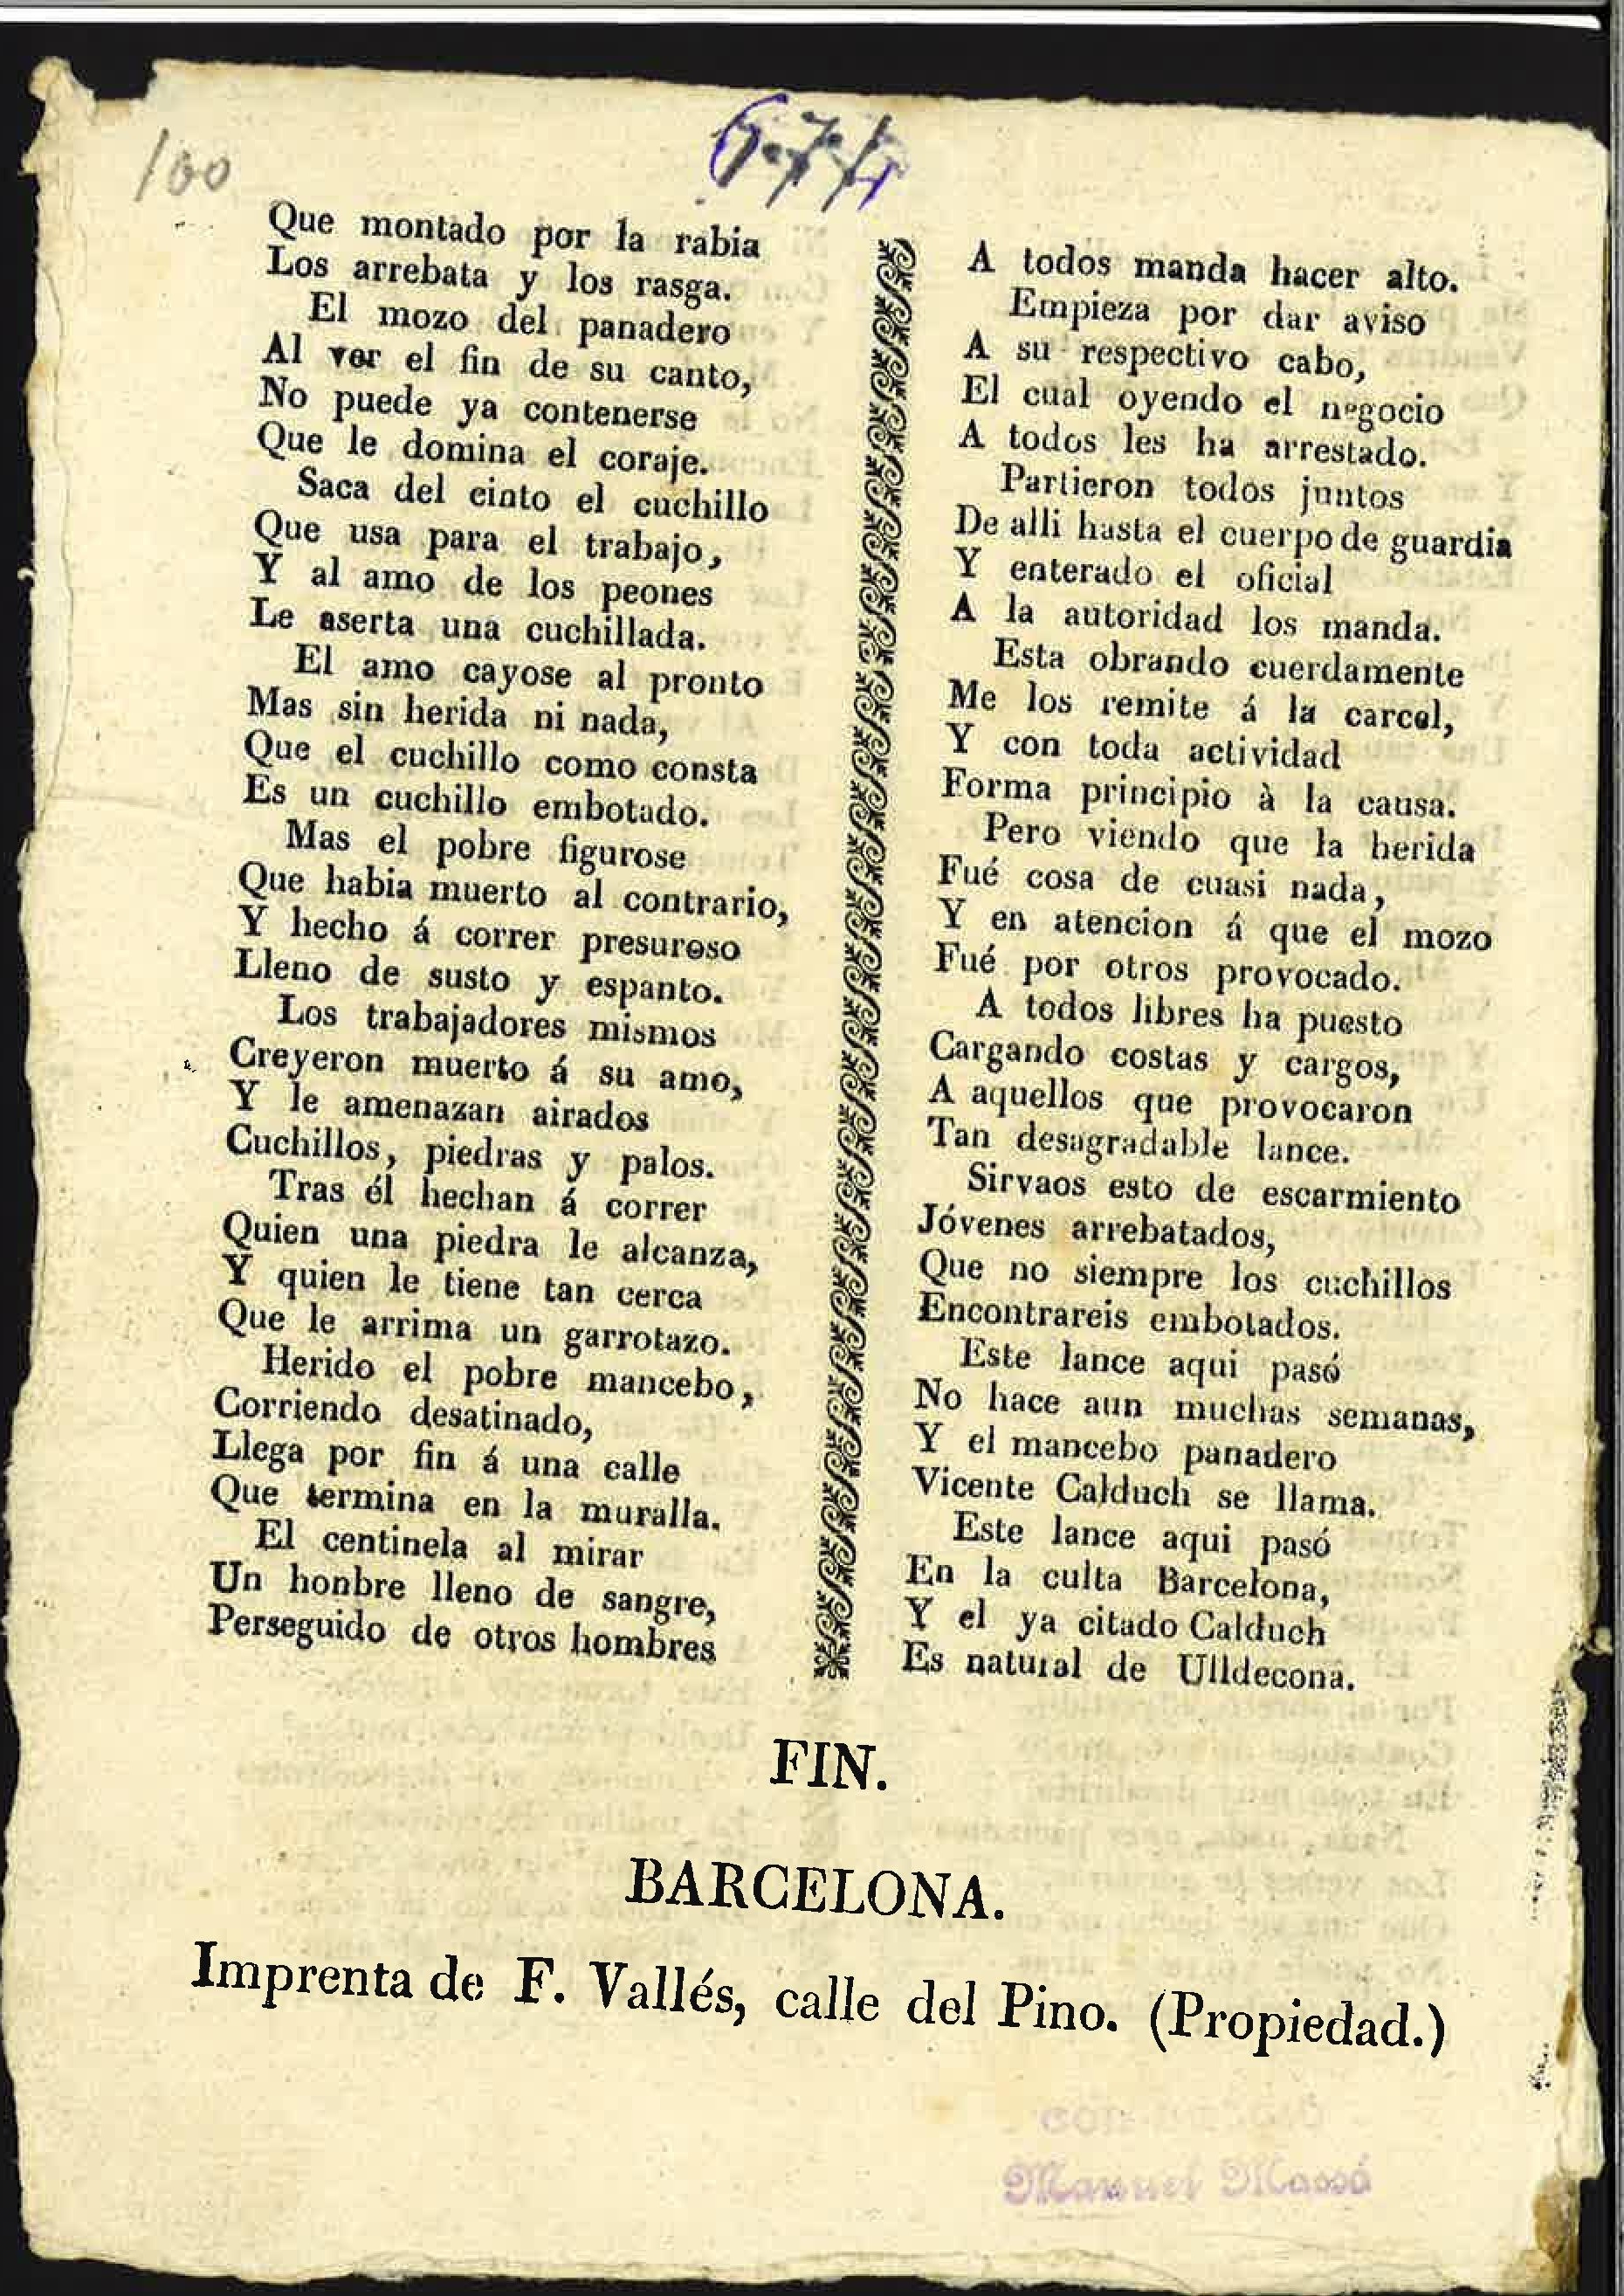 100
Que montado por la rabia
Los arrebata y los rasga.
El mozo del panadero
Al ver el fin de su canto,
No puede ya contenerse
Que le domina el coraje.
Saca del cinto el cuchillo
Que usa para el trabajo,
Y al amo de los peones
Le aserta una cuchillada.
El amo cayose al pronto
Mas sin herida ni nada,
Que el cuchillo como consta
Es un cuchillo embotado.
Mas el pobre figurose
Que habia muerto al contrario,
Y hecho á correr presuroso
Lleno de susto y espanto.
Los trabajadores mismos
Creyeron muerto á su amo,
Y le amenazan airados
Cuchillos, piedras y palos.
Tras él hechan á correr
Quien una piedra le alcanza,
Y quien le tiene tan cerca
Que le arrima un garrotazo.
Herido el pobre mancebo,
Corriendo desatinado,
Llega por fin á una calle
Que termina en la muralla.
El centinela al mirar
Un honbre lleno de sangre,
Perseguido de otros hombres
A todos manda hacer alto.
Empieza por dar aviso
A su respectivo cabo,
El cual oyendo el negocio
A todos les ha arrestado.
Partieron todos juntos
De alli hasta el cuerpo de guardia
Y enterado el oficial
A la autoridad los manda.
Esta obrando cuerdamente
Me los remite á la carcel,
Y con toda actividad
Forma principio à la causa.
Pero viendo que la herida
Fué cosa de cuasi nada,
Y en atencion á que el mozo
Fué por otros provocado.
A todos libres ha puesto
Cargando costas y cargos,
A aquellos que provocaron
Tan desagradable lance.
Sirvaos esto de escarmiento
Jóvenes arrebatados,
Que no siempre los cuchillos
Encontrareis embotados.
Este lance aqui pasó
No hace aun muchas semanas,
Y el mancebo panadero
Vicente Calduch se llama.
Este lance aqui pasó
En la culta Barcelona,
Y el ya citado Calduch
Es natural de Ulldecona.
FIN.
BARCELONA.
Imprenta de F. Vallés, calle del Pino. (Propiedad.)
Manuel Massó